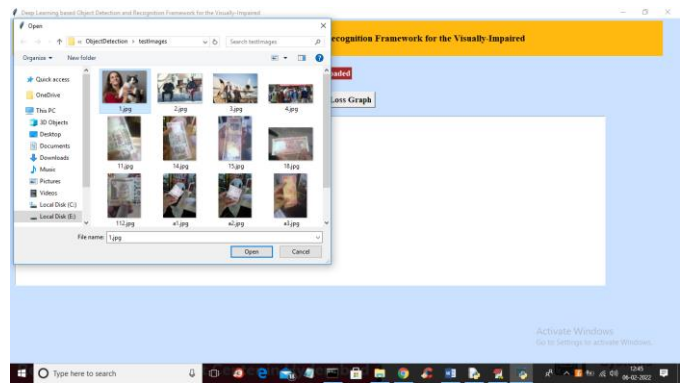 Deep Learning based Object Detection and Recognition Framework for the Visually-Impaired
Open
ecognition Framework for the Visually-Impaired
« ObjectDetection › testImages
Search testImages
Organize
New folder
aded
Loss Graph
Quick access
OneDrive
This PC
3D Objects
Desktop
Documents
Downloads
Music
Pictures
Videos
Local Disk (C:)
Local Disk (E:)
1.jpg
2.jpg
3.jpg
4.jpg
11.jpg
14.jpg
15.jpg
18.jpg
112.jpg
a1.jpg
a2.jpg
a3.jpg
File name:
1.jpg
Open
Cancel
Activate Windows
Go to Settings to activate Windows.
Type here to search
12:45
06-02-2022